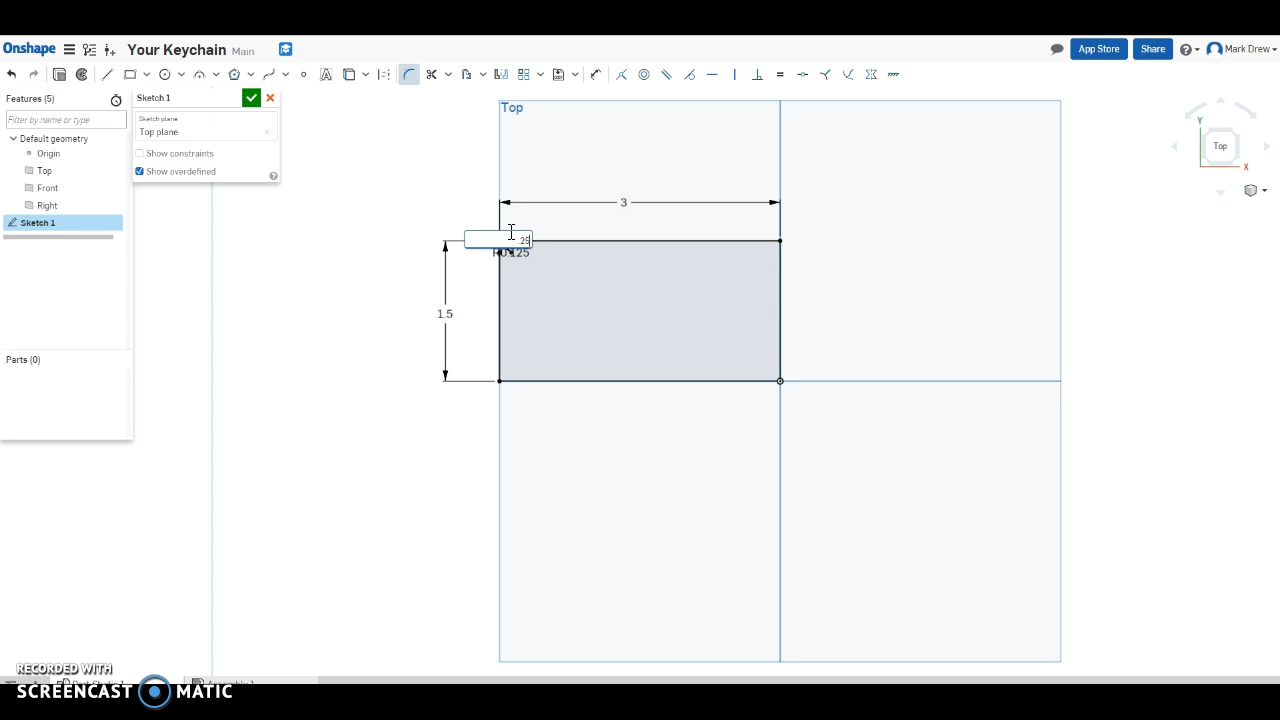 Onshape Your Keychain Main App Store Share Mark Drew
Features (5) Sketch 1 Top
Filter by name or type Sketch plane
Default geometry Top plane
Origin Show constraints
Top Show overdefined
Front
Right
Sketch 1
Parts (0)
3
25
1.5
Y
Top
X
RECORDED WITH
SCREENCAST MATIC